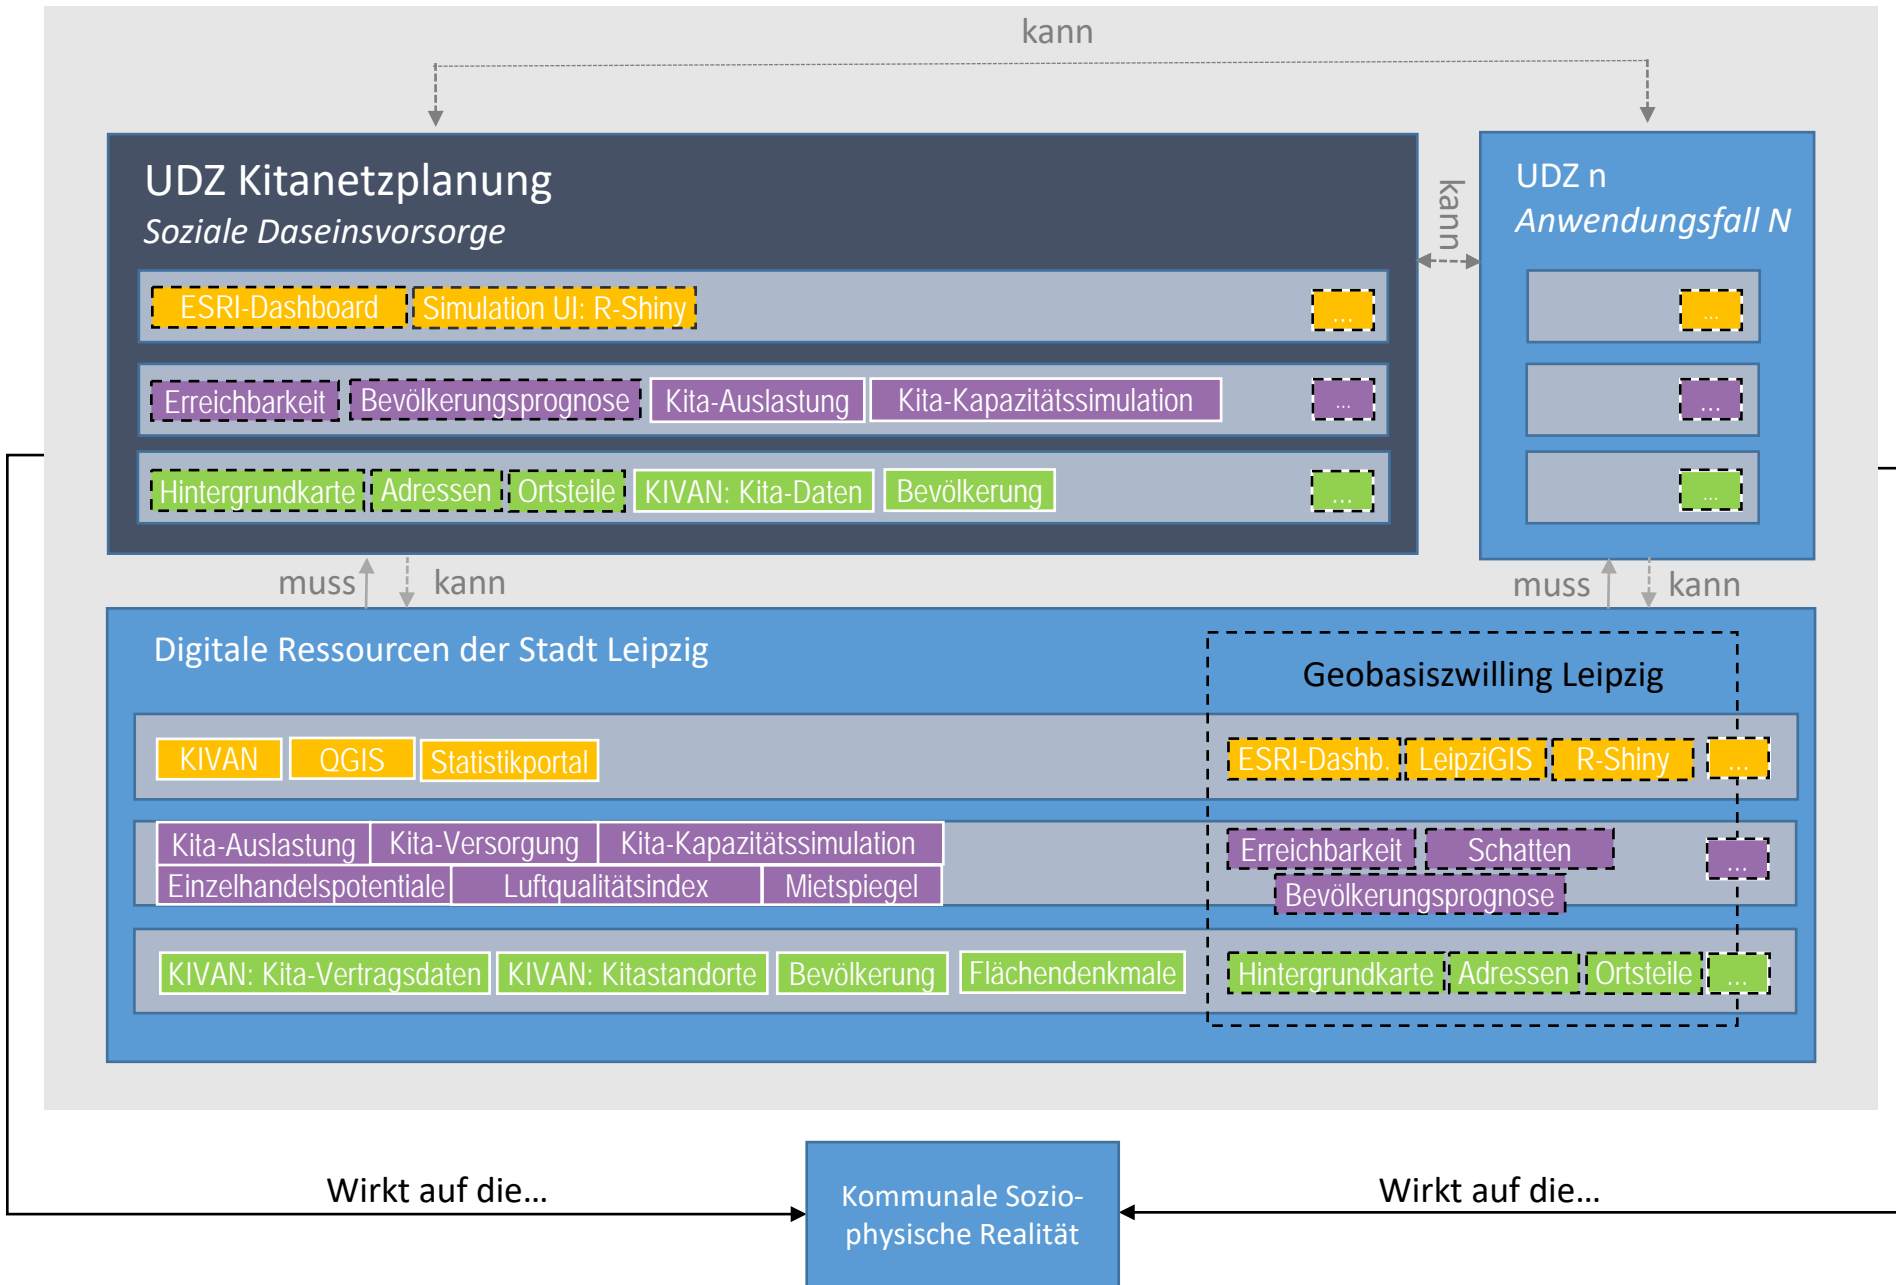 kann
UDZ Kitanetzplanung
Soziale Daseinsvorsorge
kann
UDZ n
Anwendungsfall N
ESRI-Dashboard Simulation UI: R-Shiny ... ...
Erreichbarkeit Bevölkerungsprognose Kita-Auslastung Kita-Kapazitätssimulation ... ...
Hintergrundkarte Adressen Ortsteile KIVAN: Kita-Daten Bevölkerung ... ...
muss kann muss kann
Digitale Ressourcen der Stadt Leipzig
Geobasiszwilling Leipzig
KIVAN QGIS Statistikportal ESRI-Dashb. LeipziGIS R-Shiny ...
Kita-Auslastung Kita-Versorgung Kita-Kapazitätssimulation Erreichbarkeit Schatten ...
Einzelhandelspotentiale Luftqualitätsindex Mietspiegel Bevölkerungsprognose
KIVAN: Kita-Vertragsdaten KIVAN: Kitastandorte Bevölkerung Flächendenkmale Hintergrundkarte Adressen Ortsteile ...
Wirkt auf die...
Kommunale Sozio-
physische Realität
Wirkt auf die...